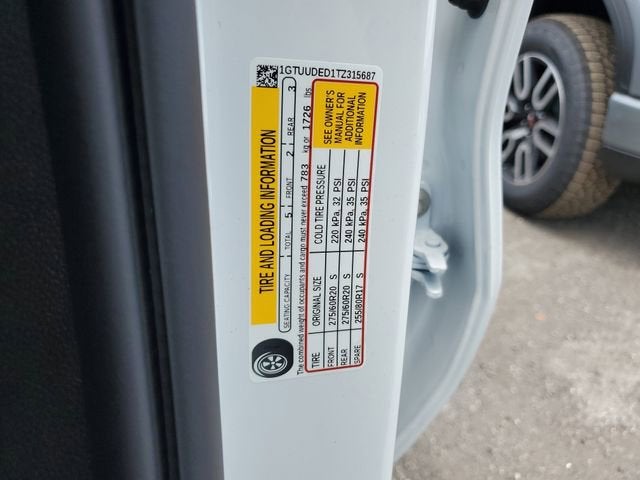 1GTUUDED1TZ315687
TIRE AND LOADING INFORMATION
SEATING CAPACITY | TOTAL 5 | FRONT 2 | REAR 3
The combined weight of occupants and cargo must never exceed 783 kg or 1726 lbs
TIRE ORIGINAL SIZE COLD TIRE PRESSURE
FRONT 275/60R20 S 220 kPa, 32 PSI
REAR 275/60R20 S 240 kPa, 35 PSI
SPARE 255/80R17 S 240 kPa, 35 PSI
SEE OWNER'S
MANUAL FOR
ADDITIONAL
INFORMATION